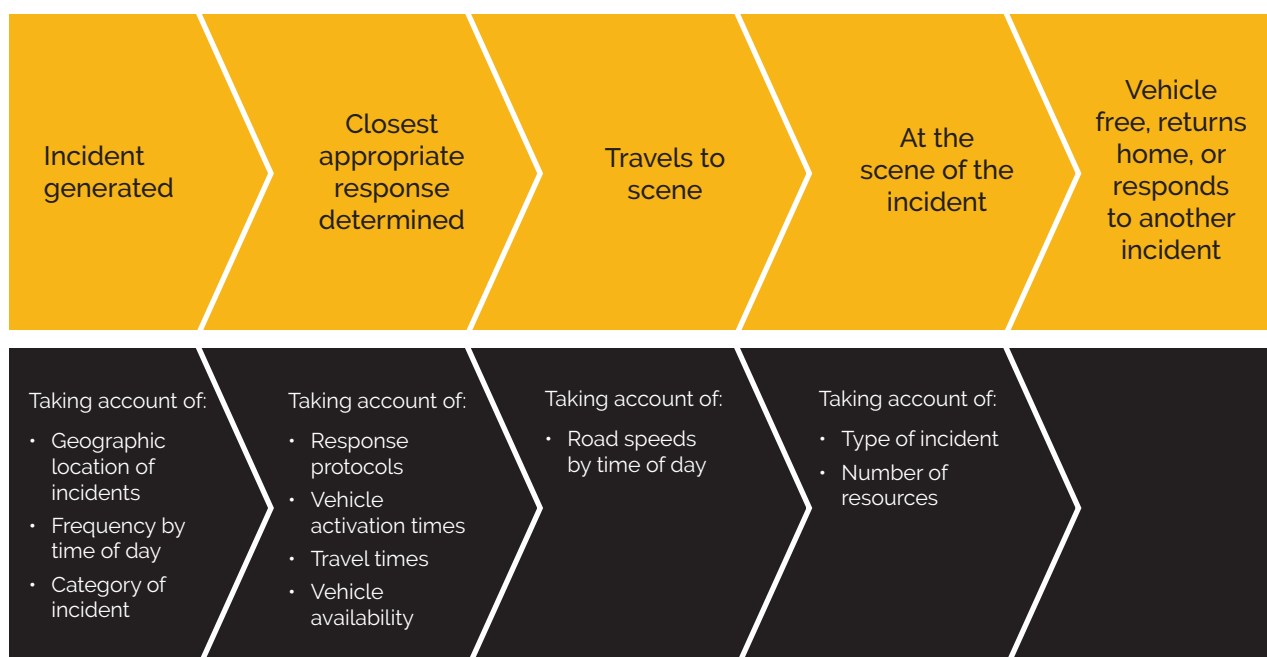 Incident
generated
Closest
appropriate
response
determined
Travels to
scene
At the
scene of the
incident
Vehicle
free, returns
home, or
responds
to another
incident
Taking account of:
• Geographic
location of
incidents
• Frequency by
time of day
• Category of
incident
Taking account of:
• Response
protocols
• Vehicle
activation times
• Travel times
• Vehicle
availability
Taking account of:
• Road speeds
by time of day
Taking account of:
• Type of incident
• Number of
resources